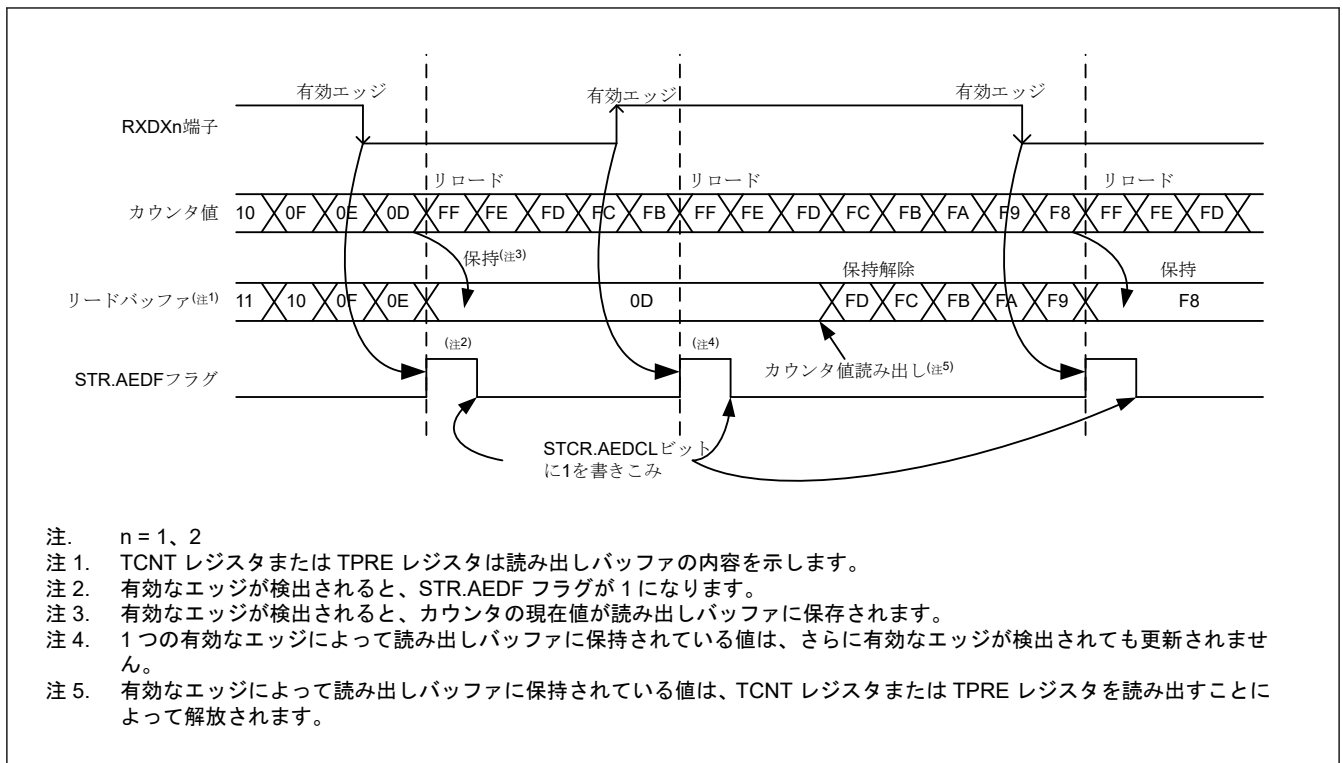 有効エッジ 有効エッジ 有効エッジ
RXDXn端子
リロード リロード リロード
カウンタ値 10 0F 0E 0D FF FE FD FC FB FF FE FD FC FB FA F9 F8 FF FE FD
保持(注3) 保持解除 保持
リードバッファ(注1) 11 10 0F 0E 0D FD FC FB FA F9 F8
(注2) (注4)
カウンタ値読み出し(注5)
STR.AEDFフラグ
STCR.AEDCLビット
に1を書きこみ
注. n = 1、2
注 1. TCNT レジスタまたは TPRE レジスタは読み出しバッファの内容を示します。
注 2. 有効なエッジが検出されると、STR.AEDF フラグが 1 になります。
注 3. 有効なエッジが検出されると、カウンタの現在値が読み出しバッファに保存されます。
注 4. 1 つの有効なエッジによって読み出しバッファに保持されている値は、さらに有効なエッジが検出されても更新されませ
ん。
注 5. 有効なエッジによって読み出しバッファに保持されている値は、TCNT レジスタまたは TPRE レジスタを読み出すことに
よって解放されます。